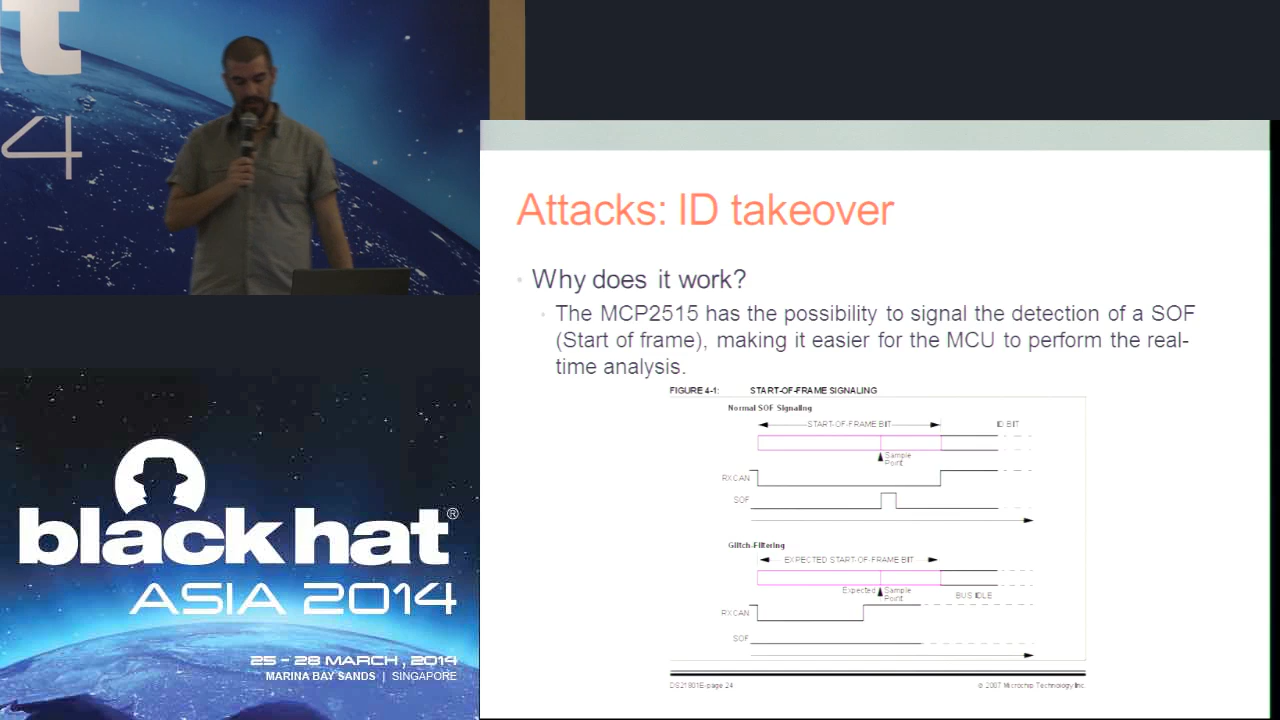 t
4
Attacks: ID takeover
Why does it work?
The MCP2515 has the possibility to signal the detection of a SOF
(Start of frame), making it easier for the MCU to perform the real-
time analysis.
FIGURE 4-1: START-OF-FRAME SIGNALING
Normal SOF Signaling
START-OF-FRAME BIT
ID BIT
Sample
Point
RXCAN
SOF
Glitch-Filtering
EXPECTED START-OF-FRAME BIT
Expected Sample
Point
BUS IDLE
RXCAN
SOF
DS21801E-page 24
© 2007 Microchip Technology Inc.
black hat®
ASIA 2014
25 - 28 MARCH, 2014
MARINA BAY SANDS | SINGAPORE